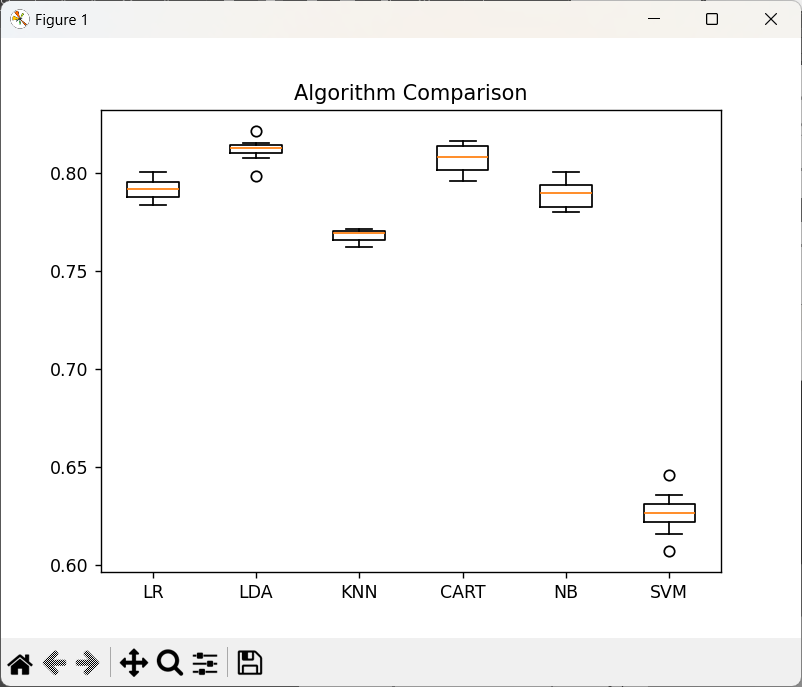 Figure 1
Algorithm Comparison
0.80
0.75
0.70
0.65
0.60
LR LDA KNN CART NB SVM